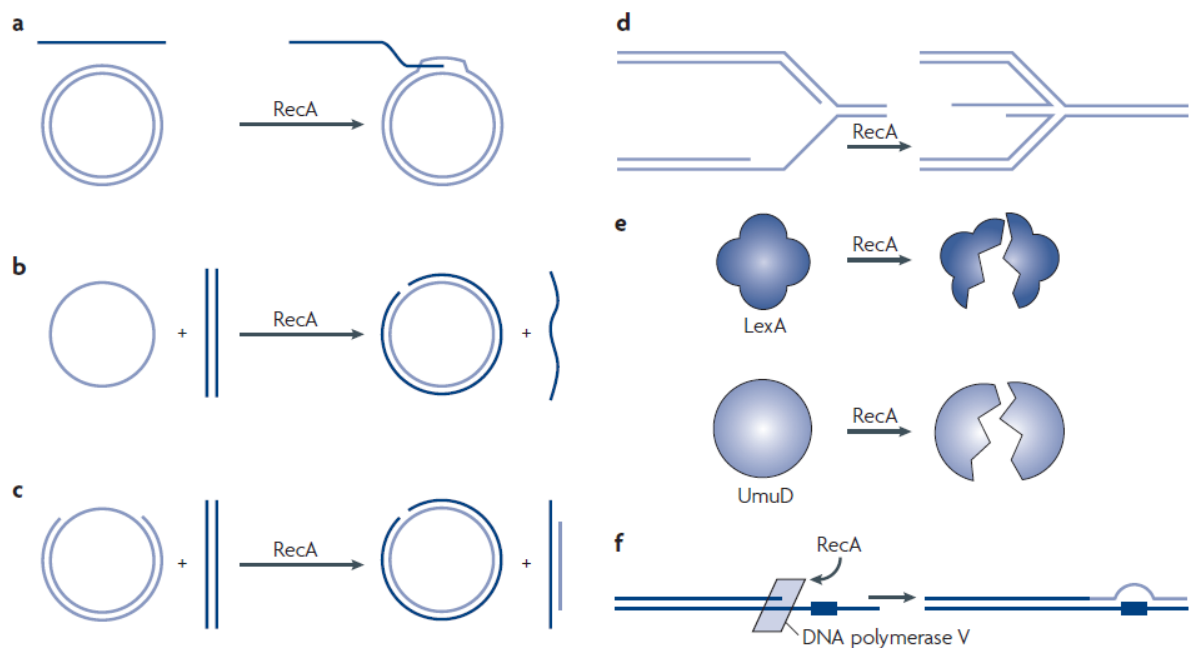 a
RecA
b
+
RecA
+
c
+
RecA
+
d
RecA
e
RecA
LexA
RecA
UmuD
f
RecA
DNA polymerase V